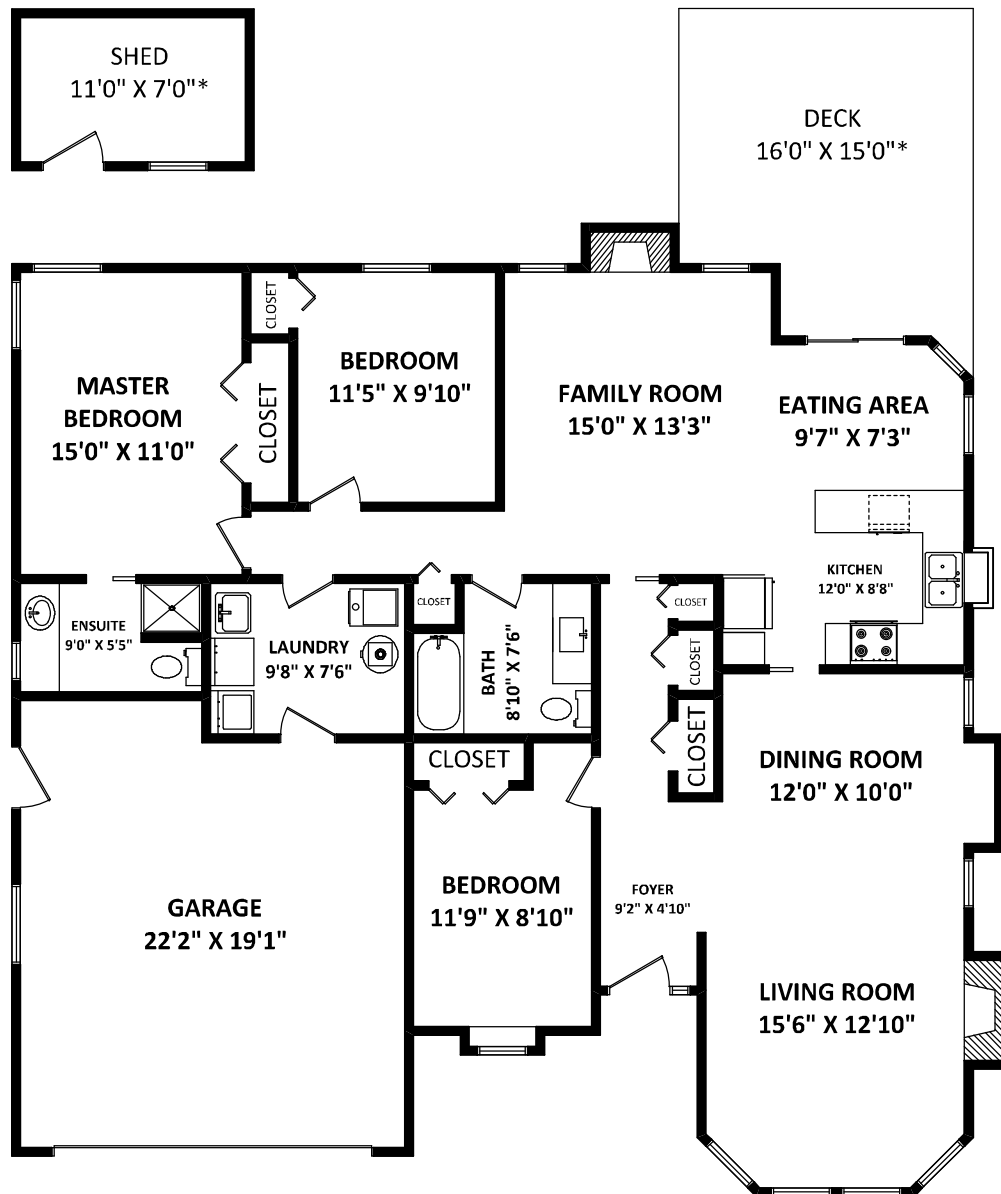 SHED
11'0" X 7'0"*
DECK
16'0" X 15'0"*
CLOSET
MASTER
BEDROOM
15'0" X 11'0"
CLOSET
BEDROOM
11'5" X 9'10"
FAMILY ROOM
15'0" X 13'3"
EATING AREA
9'7" X 7'3"
KITCHEN
12'0" X 8'8"
ENSUITE
9'0" X 5'5"
LAUNDRY
9'8" X 7'6"
CLOSET
BATH
8'10" X 7'6"
CLOSET
CLOSET
CLOSET
CLOSET
DINING ROOM
12'0" X 10'0"
GARAGE
22'2" X 19'1"
BEDROOM
11'9" X 8'10"
FOYER
9'2" X 4'10"
LIVING ROOM
15'6" X 12'10"